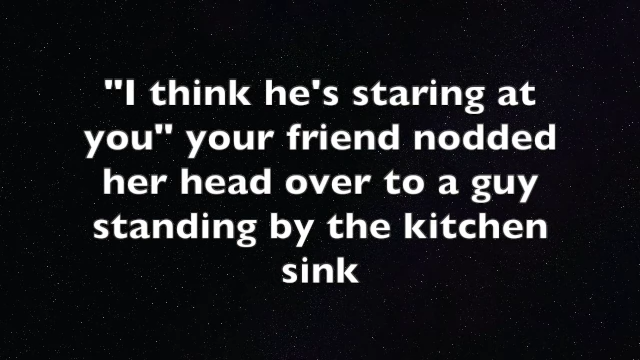 "I think he's staring at
you" your friend nodded
her head over to a guy
standing by the kitchen
sink